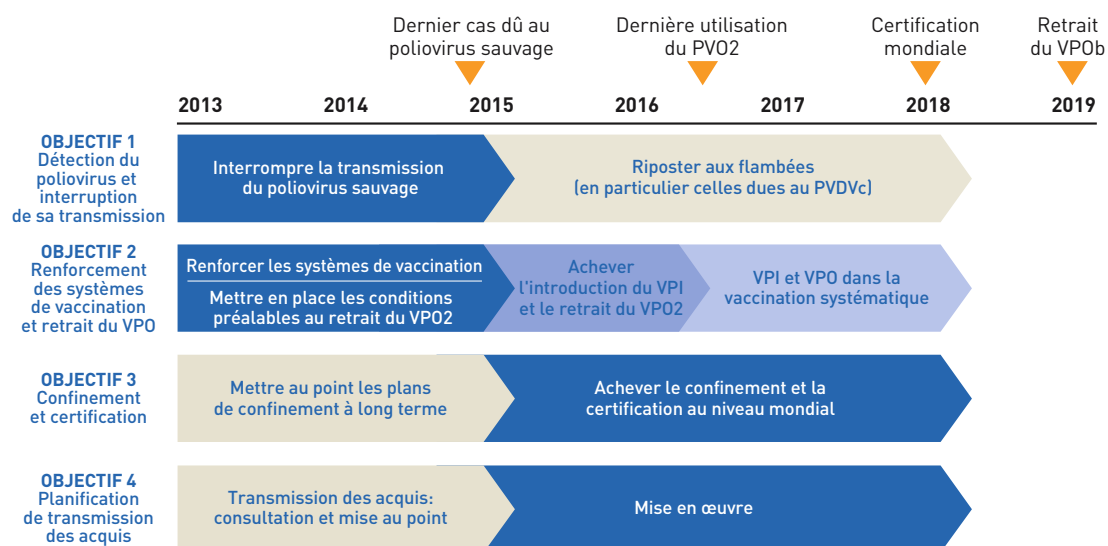 Dernier cas dû au
poliovirus sauvage
Dernière utilisation
du PVO2
Certification
mondiale
Retrait
du VPOb
2013 2014 2015 2016 2017 2018 2019
OBJECTIF 1
Détection du
poliovirus et
interruption
de sa transmission
Interrompre la transmission
du poliovirus sauvage
Riposter aux flambées
(en particulier celles dues au PVDVc)
OBJECTIF 2
Renforcement
des systèmes
de vaccination
et retrait du VPO
Renforcer les systèmes de vaccination
Mettre en place les conditions
préalables au retrait du VPO2
Achever
l'introduction du VPI
et le retrait du VPO2
VPI et VPO dans la
vaccination systématique
OBJECTIF 3
Confinement
et certification
Mettre au point les plans
de confinement à long terme
Achever le confinement et la
certification au niveau mondial
OBJECTIF 4
Planification
de transmission
des acquis
Transmission des acquis:
consultation et mise au point
Mise en œuvre